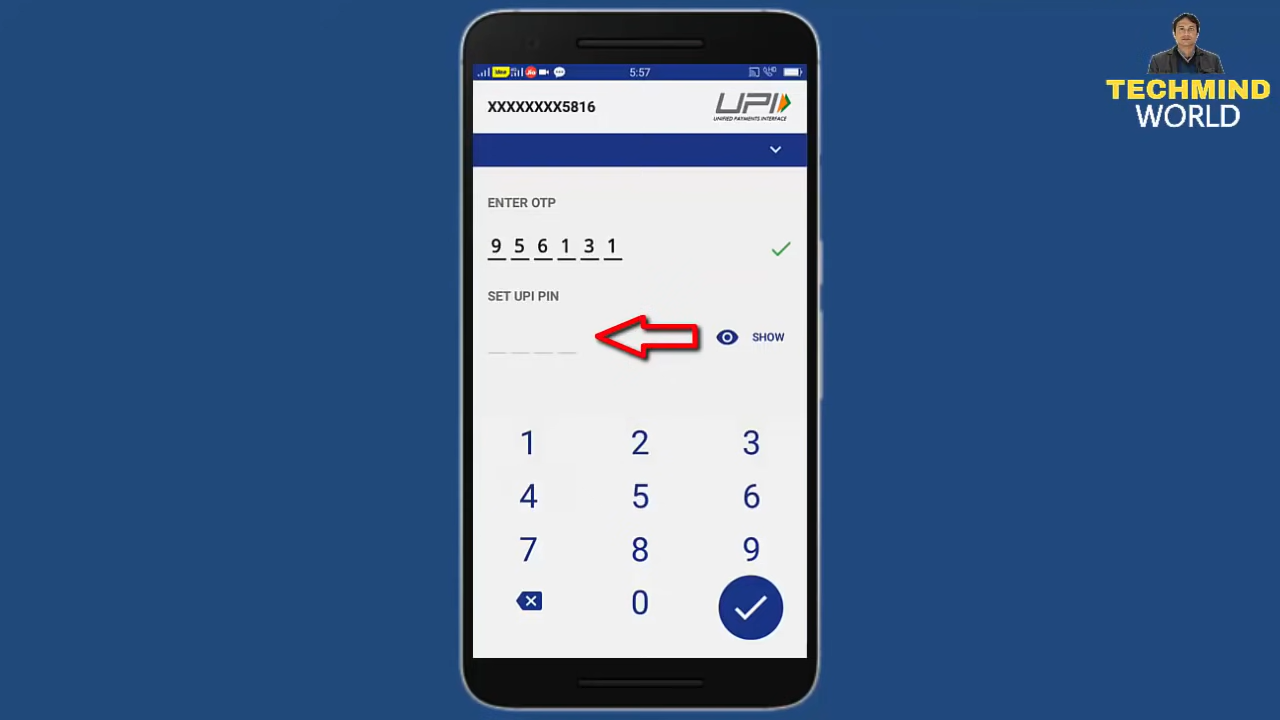 5:57
XXXXXXXX5816
UPI
UNIFIED PAYMENTS INTERFACE
ENTER OTP
9 5 6 1 3 1
SET UPI PIN
SHOW
1 2 3
4 5 6
7 8 9
0
TECHMIND
WORLD